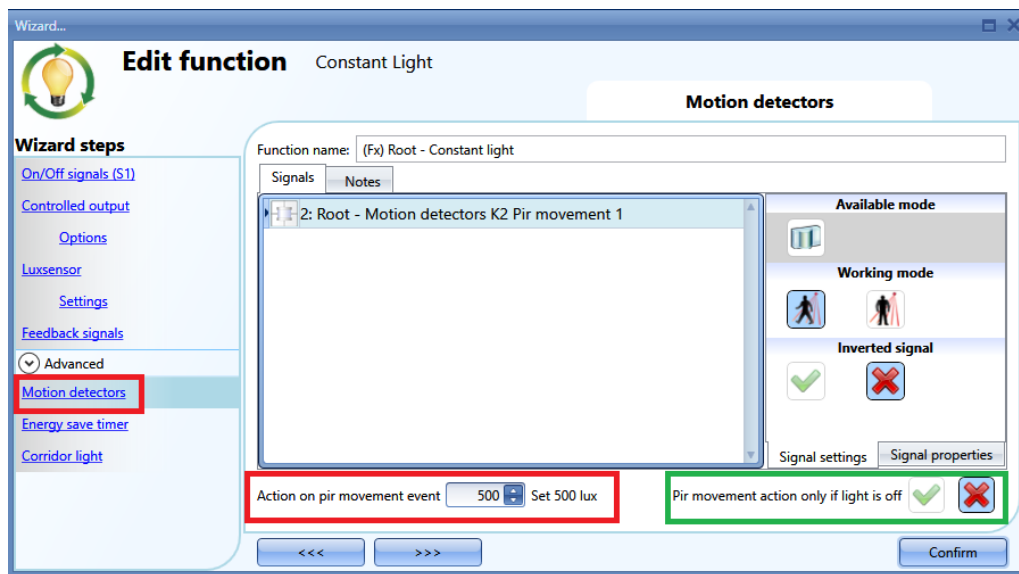 Wizard...
Edit function Constant Light
Motion detectors
Wizard steps
On/Off signals (S1)
Controlled output
Options
Luxsensor
Settings
Feedback signals
Advanced
Motion detectors
Energy save timer
Corridor light
Function name: (Fx) Root - Constant light
Signals Notes
2: Root - Motion detectors K2 Pir movement 1
Available mode
Working mode
Inverted signal
Signal settings Signal properties
Action on pir movement event 500 Set 500 lux
Pir movement action only if light is off
<<< >>> Confirm